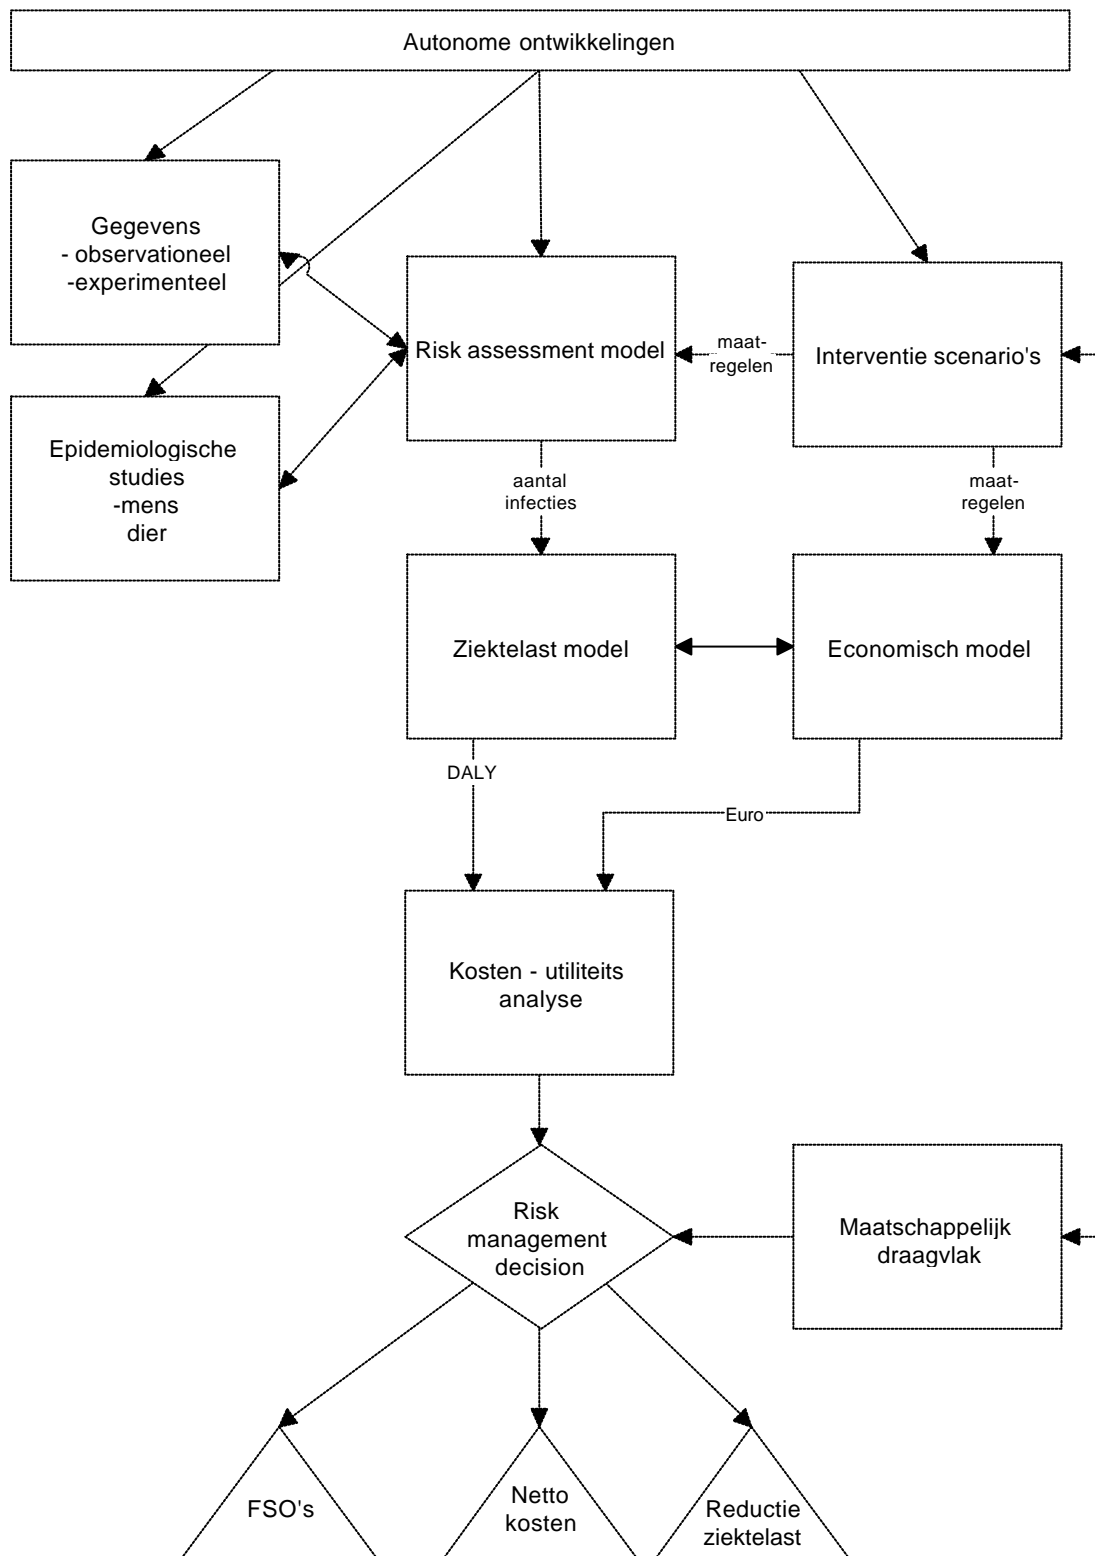 Autonome ontwikkelingen
Gegevens
- observationeel
-experimenteel
Risk assessment model
maat-
regelen
Interventie scenario's
Epidemiologische
studies
-mens
dier
aantal
infecties
maat-
regelen
Ziektelast model
Economisch model
DALY
Euro
Kosten - utiliteits
analyse
Risk
management
decision
Maatschappelijk
draagvlak
FSO's
Netto
kosten
Reductie
ziektelast